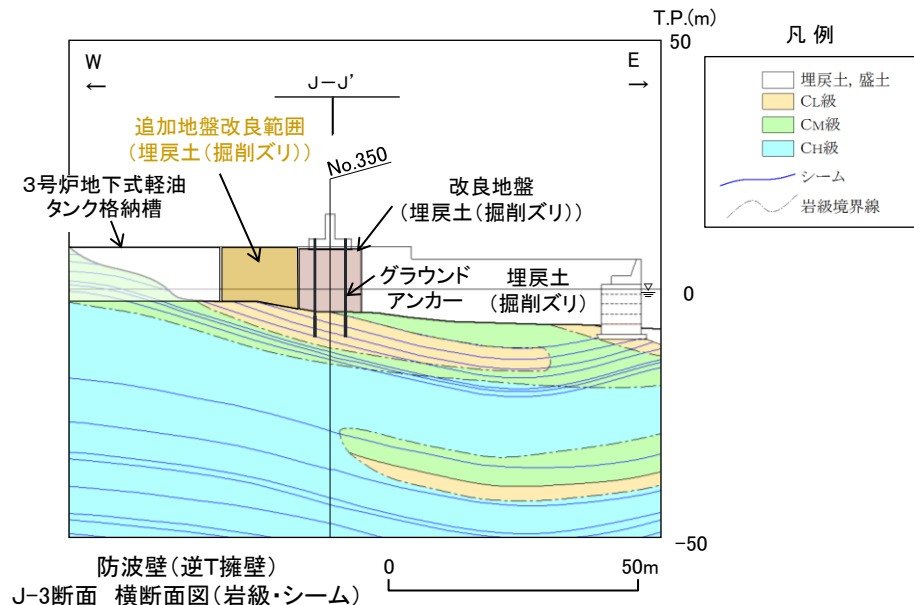 T.P.(m)
50
凡 例
埋戻土, 盛土
CL級
CM級
CH級
シーム
岩級境界線
W
E
J－J'
追加地盤改良範囲
(埋戻土(掘削ズリ))
No.350
３号炉地下式軽油
タンク格納槽
改良地盤
(埋戻土(掘削ズリ))
グラウンド
アンカー
埋戻土
(掘削ズリ)
0
-50
防波壁(逆T擁壁)
J-3断面 横断面図(岩級・シーム)
0
50m